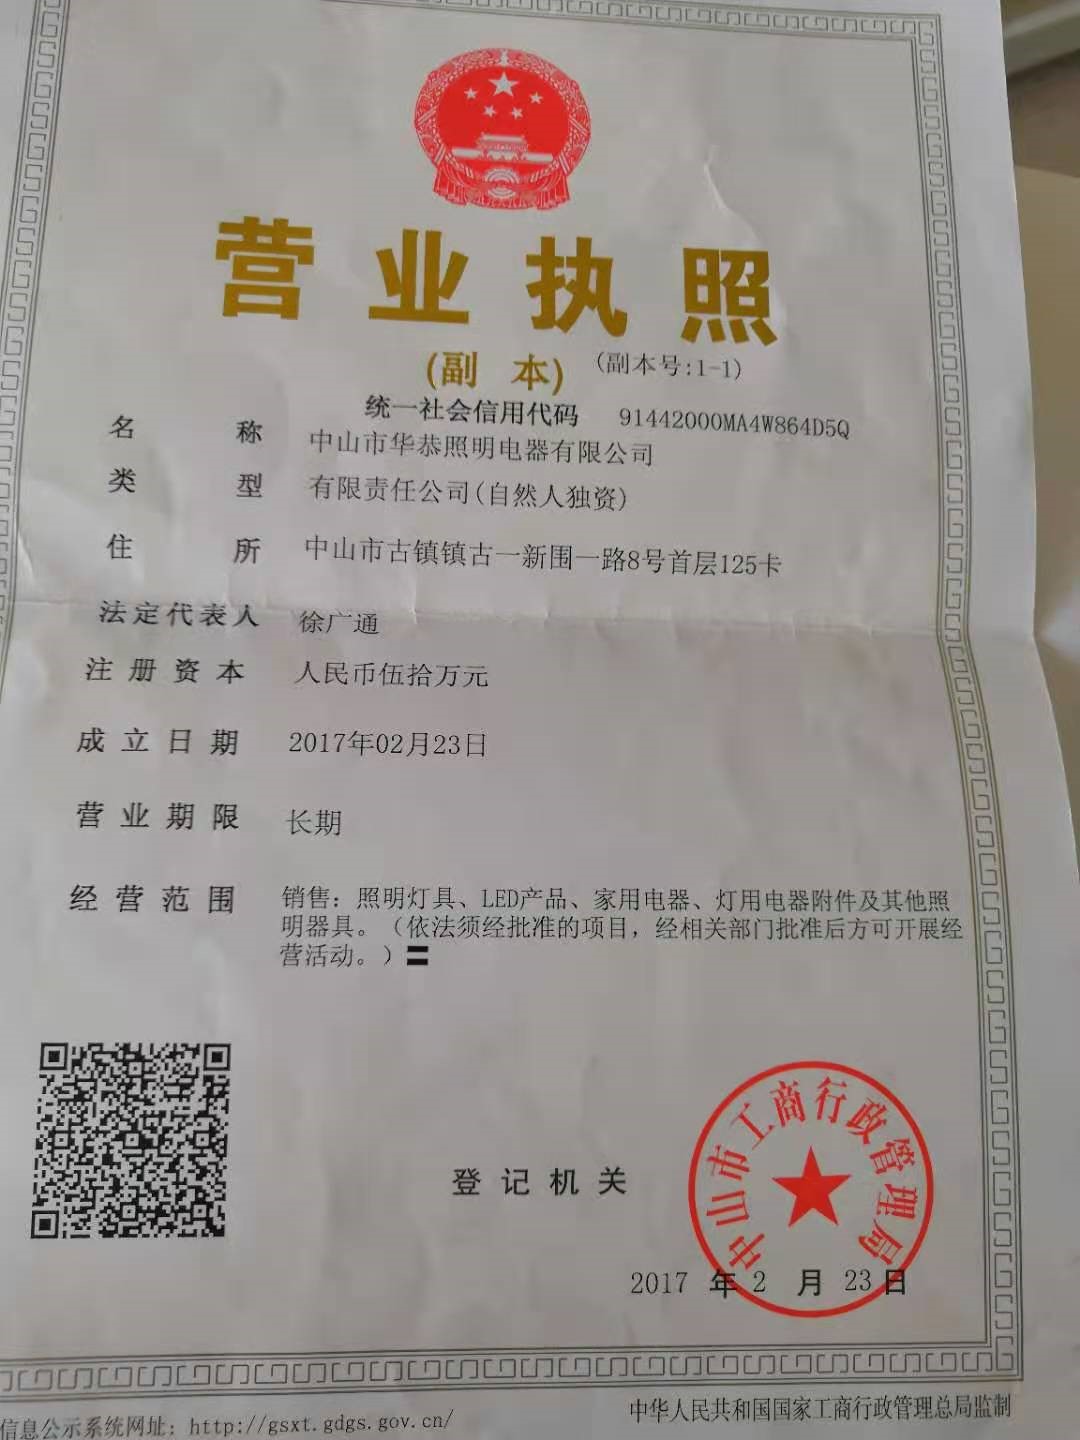 营业执照
(副 本) (副本号:1-1)
统一社会信用代码 91442000MA4W864D5Q
名 称 中山市华恭照明电器有限公司
类 型 有限责任公司(自然人独资)
住 所 中山市古镇镇古一新围一路8号首层125卡
法定代表人 徐广通
注册资本 人民币伍拾万元
成立日期 2017年02月23日
营业期限 长期
经营范围 销售：照明灯具、LED产品、家用电器、灯用电器附件及其他照
明器具。（依法须经批准的项目，经相关部门批准后方可开展经
营活动。）〓
中山市工商行政管理局
登记机关
2017 年 2 月 23 日
信息公示系统网址：http://gsxt.gdgs.gov.cn/
中华人民共和国国家工商行政管理总局监制